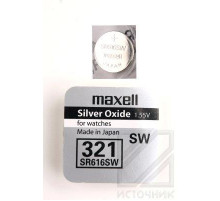 maxell
Silver Oxide 1.55V
for watches
Made in Japan
SW
321
SR616SW
ИСТОЧНИК